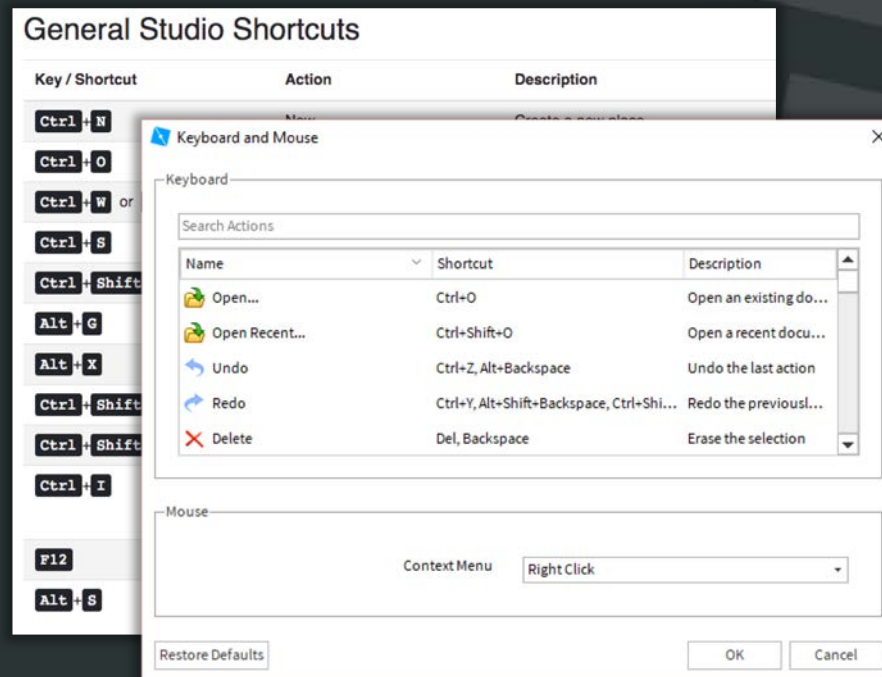 General Studio Shortcuts
Key / Shortcut Action Description
Ctrl + N
Ctrl + O
Ctrl + W or
Ctrl + S
Ctrl + Shift
Alt + G
Alt + X
Ctrl + Shift
Ctrl + Shift
Ctrl + I
F12
Alt + S
Keyboard and Mouse
Keyboard
Search Actions
Name Shortcut Description
Open... Ctrl+O Open an existing do...
Open Recent... Ctrl+Shift+O Open a recent docu...
Undo Ctrl+Z, Alt+Backspace Undo the last action
Redo Ctrl+Y, Alt+Shift+Backspace, Ctrl+Shi... Redo the previousl...
Delete Del, Backspace Erase the selection
Mouse
Context Menu Right Click
Restore Defaults OK Cancel